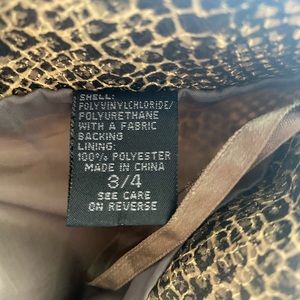 SHELL:
POLYVINYLCHLORIDE/
POLYURETHANE
WITH A FABRIC
BACKING
LINING:
100% POLYESTER
MADE IN CHINA
3/4
SEE CARE
ON REVERSE